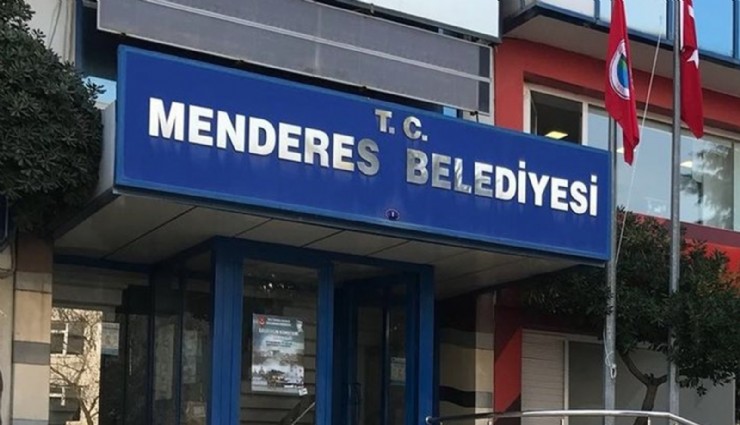 T. C.
MENDERES BELEDİYESİ